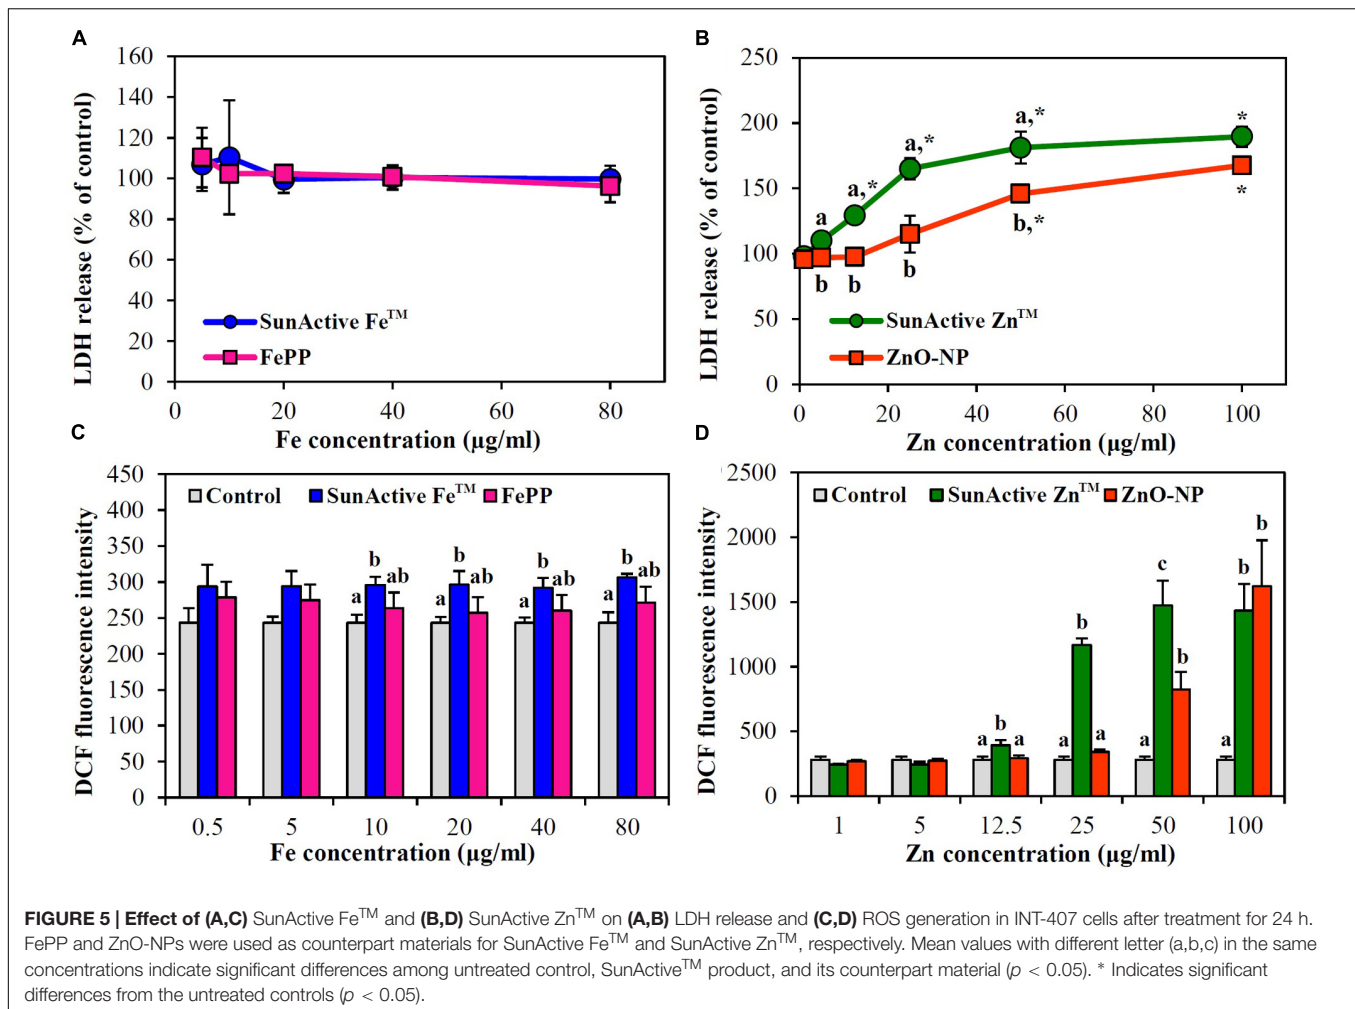 A
160
140
120
100
80
60
40
20
0
LDH release (% of control)
SunActive Fe™
FePP
0 20 40 60 80
Fe concentration (µg/ml)
B
250
200
150
100
50
0
LDH release (% of control)
a a,* a,* a,* *
b b b b,* *
SunActive Zn™
ZnO-NP
0 20 40 60 80 100
Zn concentration (µg/ml)
C
450
400
350
300
250
200
150
100
50
0
DCF fluorescence intensity
Control SunActive Fe™ FePP
a b ab a b ab a b ab a b ab
0.5 5 10 20 40 80
Fe concentration (µg/ml)
D
2500
2000
1500
1000
500
0
DCF fluorescence intensity
Control SunActive Zn™ ZnO-NP
a b a a b a a c b a b b
1 5 12.5 25 50 100
Zn concentration (µg/ml)
FIGURE 5 | Effect of (A,C) SunActive Fe™ and (B,D) SunActive Zn™ on (A,B) LDH release and (C,D) ROS generation in INT-407 cells after treatment for 24 h.
FePP and ZnO-NPs were used as counterpart materials for SunActive Fe™ and SunActive Zn™, respectively. Mean values with different letter (a,b,c) in the same
concentrations indicate significant differences among untreated control, SunActive™ product, and its counterpart material (p < 0.05). * Indicates significant
differences from the untreated controls (p < 0.05).